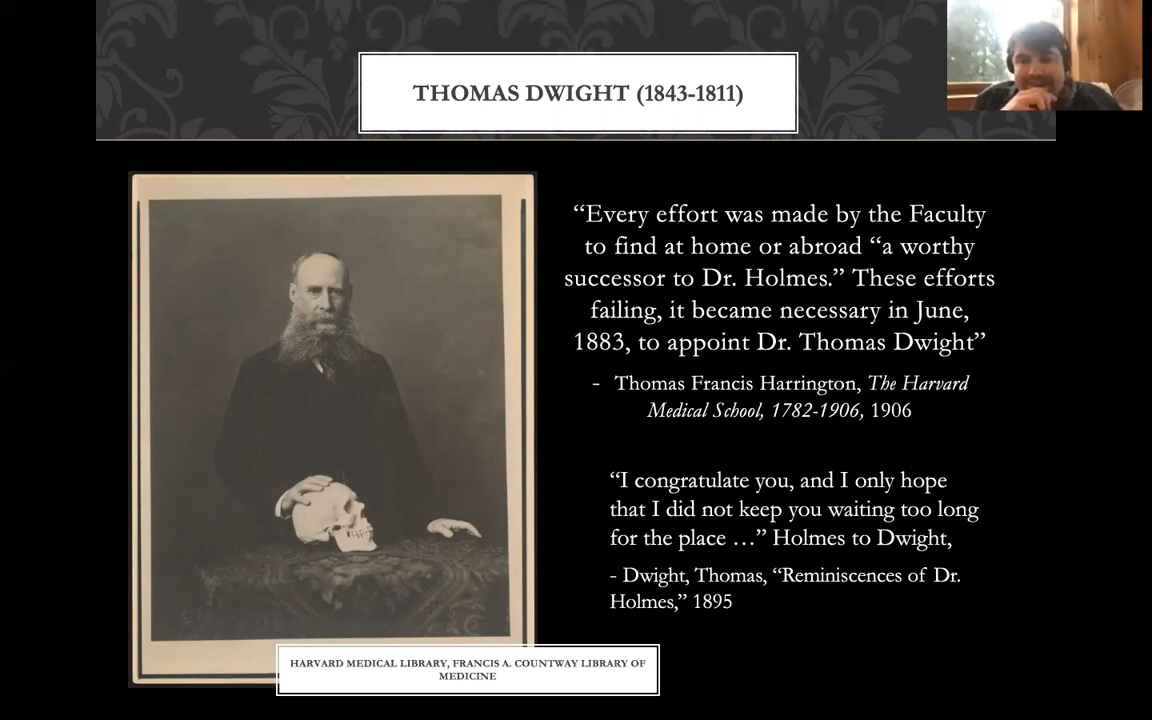 THOMAS DWIGHT (1843-1811)
“Every effort was made by the Faculty
to find at home or abroad “a worthy
successor to Dr. Holmes.” These efforts
failing, it became necessary in June,
1883, to appoint Dr. Thomas Dwight”
- Thomas Francis Harrington, The Harvard
Medical School, 1782-1906, 1906
“I congratulate you, and I only hope
that I did not keep you waiting too long
for the place …” Holmes to Dwight,
- Dwight, Thomas, “Reminiscences of Dr.
Holmes,” 1895
HARVARD MEDICAL LIBRARY, FRANCIS A. COUNTWAY LIBRARY OF
MEDICINE